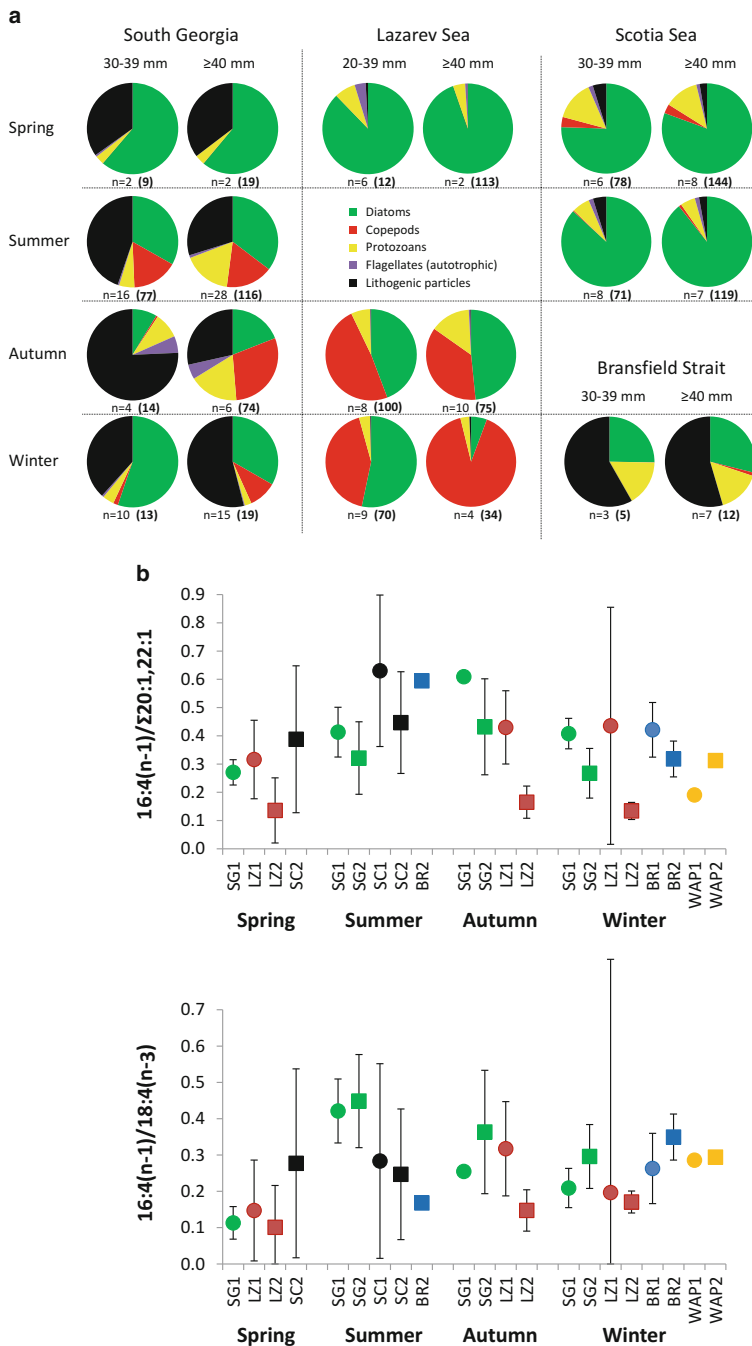 a
South Georgia
Lazarev Sea
Scotia Sea
30-39 mm
≥40 mm
20-39 mm
≥40 mm
30-39 mm
≥40 mm
Spring
n=2 (9)
n=2 (19)
n=6 (12)
n=2 (113)
n=6 (78)
n=8 (144)
Summer
Diatoms
Copepods
Protozoans
Flagellates (autotrophic)
Lithogenic particles
n=16 (77)
n=28 (116)
n=8 (71)
n=7 (119)
Autumn
n=4 (14)
n=6 (74)
n=8 (100)
n=10 (75)
Bransfield Strait
30-39 mm
≥40 mm
Winter
n=10 (13)
n=15 (19)
n=9 (70)
n=4 (34)
n=3 (5)
n=7 (12)
b
16:4(n-1)/Σ20:1,22:1
0.9
0.8
0.7
0.6
0.5
0.4
0.3
0.2
0.1
0.0
SG1
LZ1
LZ2
SC2
SG1
SG2
SC1
SC2
BR2
SG1
SG2
LZ1
LZ2
SG1
SG2
LZ1
LZ2
BR1
BR2
WAP1
WAP2
Spring
Summer
Autumn
Winter
16:4(n-1)/18:4(n-3)
0.7
0.6
0.5
0.4
0.3
0.2
0.1
0.0
SG1
LZ1
LZ2
SC2
SG1
SG2
SC1
SC2
BR2
SG1
SG2
LZ1
LZ2
SG1
SG2
LZ1
LZ2
BR1
BR2
WAP1
WAP2
Spring
Summer
Autumn
Winter